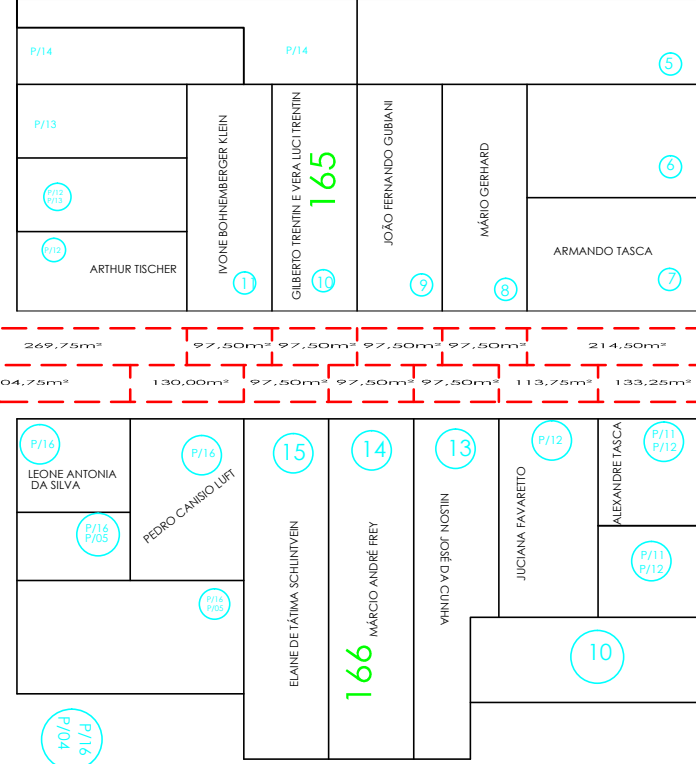 P/14
P/14
5
P/13
6
P/12
P/13
P/12
ARTHUR TISCHER
IVONE BOHNEMBERGER KLEIN
11
GILBERTO TRENTIN E VERA LUCI TRENTIN
165
10
JOÃO FERNANDO GUBIANI
9
MÁRIO GERHARD
8
ARMANDO TASCA
7
269,75m²
97,50m²
97,50m²
97,50m²
97,50m²
214,50m²
04,75m²
130,00m²
97,50m²
97,50m²
97,50m²
113,75m²
133,25m²
P/16
LEONE ANTONIA
DA SILVA
P/16
P/05
P/16
PEDRO CANISIO LUFT
P/16
P/05
15
ELAINE DE TÁTIMA SCHLINTVEIN
14
MÁRCIO ANDRÉ FREY
166
13
NILSON JOSÉ DA CUNHA
P/12
JUCIANA FAVARETTO
ALEXANDRE TASCA
P/11
P/12
P/11
P/12
10
P/16
P/04